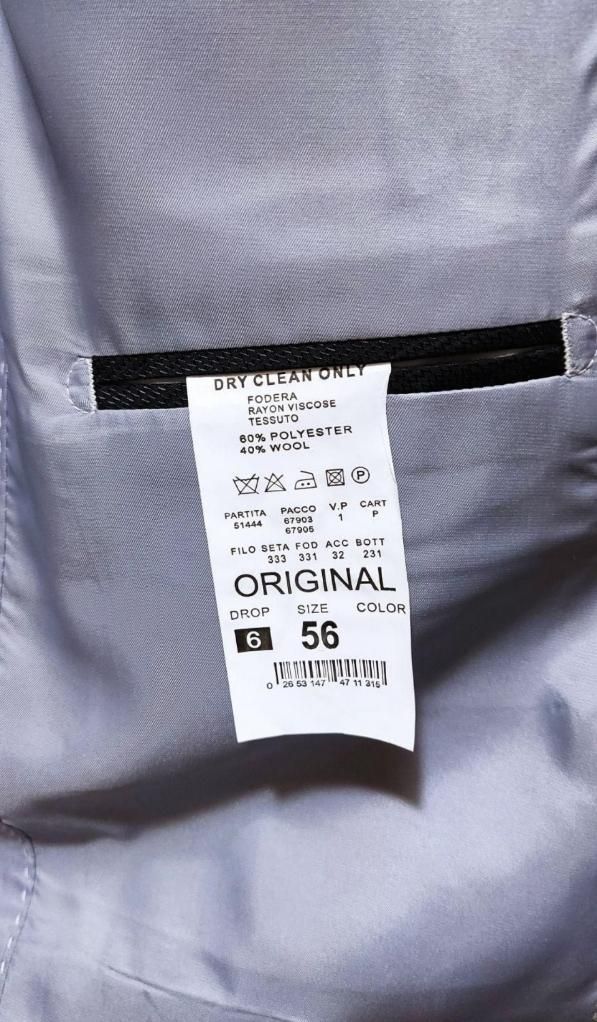 DRY CLEAN ONLY
FODERA
RAYON VISCOSE
TESSUTO
60% POLYESTER
40% WOOL
P
PARTITA PACCO V.P CART
51444 67903 1 P
67905
FILO SETA FOD ACC BOTT
333 331 32 231
ORIGINAL
DROP SIZE COLOR
6 56
0 26 53 147 47 11 315